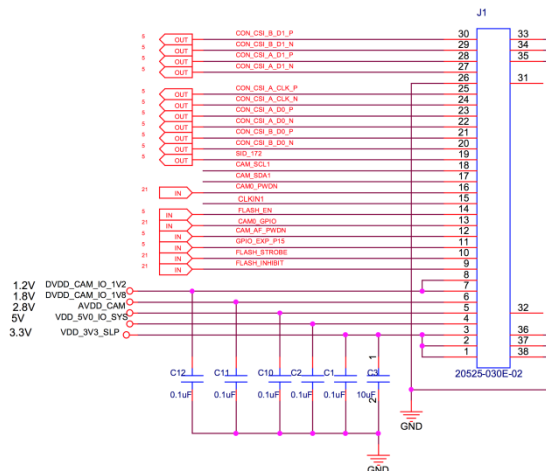 J1
5 OUT CON_CSI_B_D1_P 30 33
5 OUT CON_CSI_B_D1_N 29 34
5 OUT CON_CSI_A_D1_P 28 35
5 OUT CON_CSI_A_D1_N 27
26 31
5 OUT CON_CSI_A_CLK_P 25
5 OUT CON_CSI_A_CLK_N 24
5 OUT CON_CSI_A_D0_P 23
5 OUT CON_CSI_A_D0_N 22
5 OUT CON_CSI_B_D0_P 21
5 OUT CON_CSI_B_D0_N 20
5 OUT SID_172 19
CAM_SCL1 18
CAM_SDA1 17
21 IN CAM0_PWDN 16
CLKIN1 15
5 IN FLASH_EN 14
21 IN CAM0_GPIO 13
5 IN CAM_AF_PWDN 12
5 IN GPIO_EXP_P15 11
21 IN FLASH_STROBE 10
21 IN FLASH_INHIBIT 9
8
1.2V DVDD_CAM_IO_1V2 7
1.8V DVDD_CAM_IO_1V8 6
2.8V AVDD_CAM 5 32
5V VDD_5V0_IO_SYS 4
3.3V VDD_3V3_SLP 3 36
2 37
1 38
20525-030E-02
C12 C11 C10 C2 C1 C3 1
0.1uF 0.1uF 0.1uF 0.1uF 0.1uF 10uF 2
GND
GND